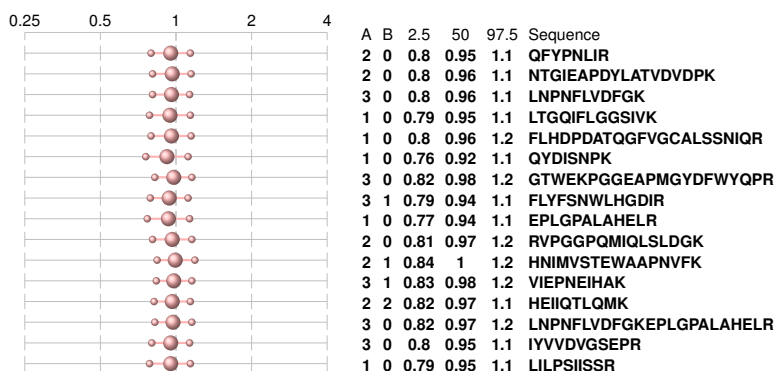 0.25 0.5 1 2 4
A B 2.5 50 97.5 Sequence
2 0 0.8 0.95 1.1 QFYPNLIR
2 0 0.8 0.96 1.1 NTGIEAPDYLATVDVDPK
3 0 0.8 0.96 1.1 LNPNFLVDFGK
1 0 0.79 0.95 1.1 LTGQIFLGGSIVK
1 0 0.8 0.96 1.2 FLHDPDATQGFVGCALSSNIQR
1 0 0.76 0.92 1.1 QYDISNPK
3 0 0.82 0.98 1.2 GTWEKPGGEAPMGYDFWYQPR
3 1 0.79 0.94 1.1 FLYFSNWLHGDIR
1 0 0.77 0.94 1.1 EPLGPALAHELR
2 0 0.81 0.97 1.2 RVPGGPQMIQLSLDGK
2 1 0.84 1 1.2 HNIMVSTEWAAPNVFK
3 1 0.83 0.98 1.2 VIEPNEIHAK
2 2 0.82 0.97 1.1 HEIIQTLQMK
3 0 0.82 0.97 1.2 LNPNFLVDFGKEPLGPALAHELR
3 0 0.8 0.95 1.1 IYVVDVGSEPR
1 0 0.79 0.95 1.1 LILPSIISSR